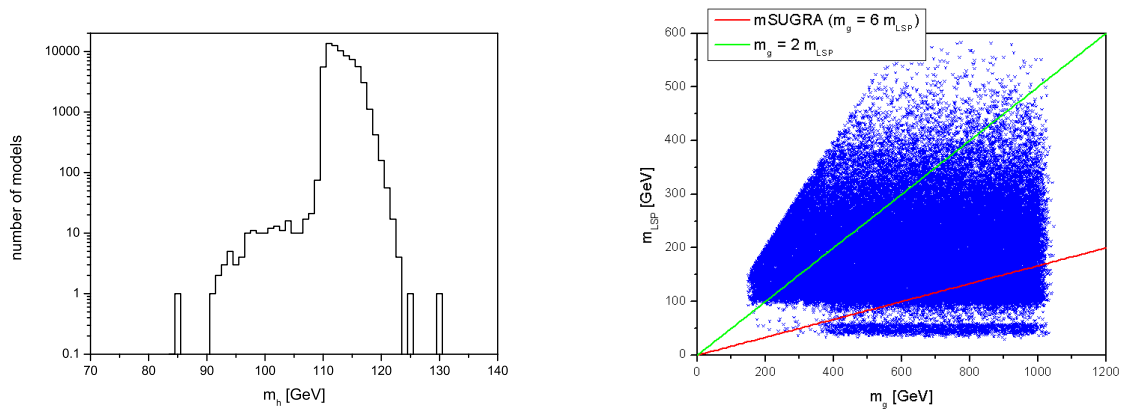 10000
1000
100
10
1
0.1
number of models
70 80 90 100 110 120 130 140
m_h [GeV]
mSUGRA (m_g = 6 m_LSP)
m_g = 2 m_LSP
600
500
400
300
200
100
0
m_LSP [GeV]
0 200 400 600 800 1000 1200
m_g [GeV]